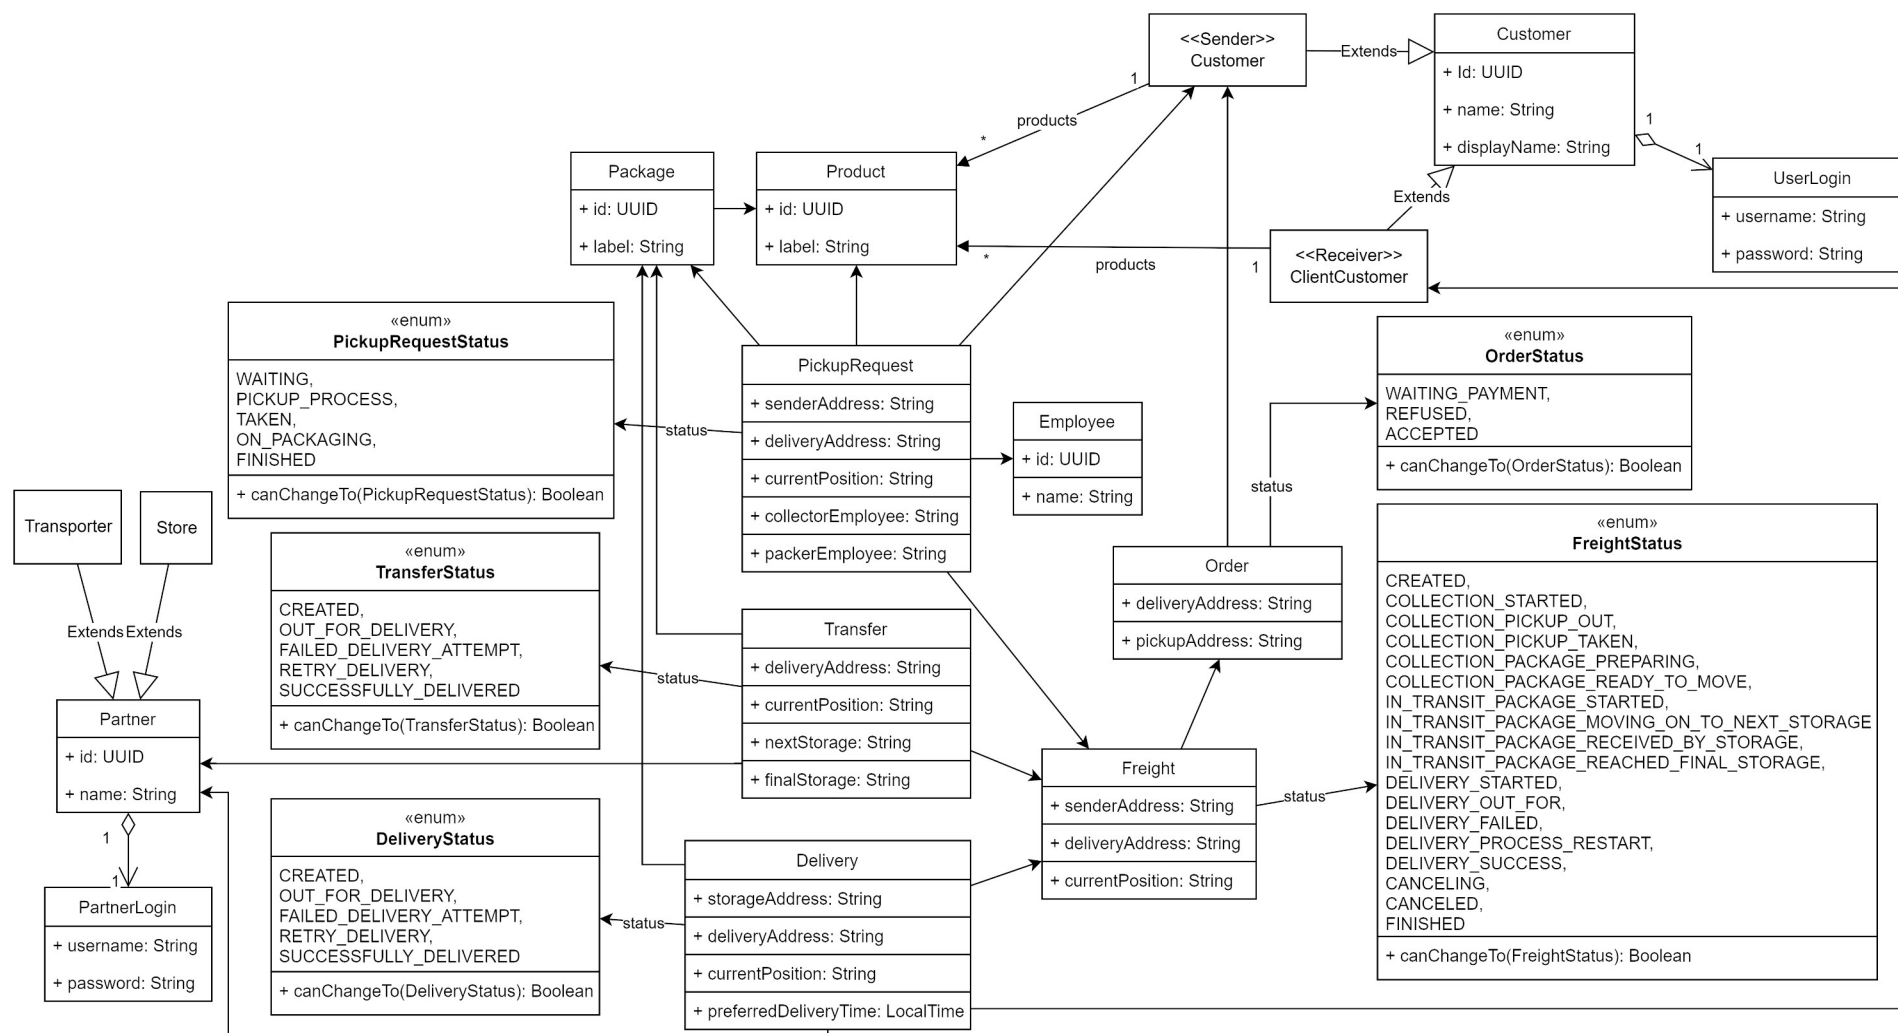 <<Sender>>
Customer
Extends
Customer
+ Id: UUID
+ name: String
+ displayName: String
1
products
*
1
1
UserLogin
+ username: String
+ password: String
Package
+ id: UUID
+ label: String
Product
+ id: UUID
+ label: String
Extends
<<Receiver>>
ClientCustomer
*
products
1
«enum»
PickupRequestStatus
WAITING,
PICKUP_PROCESS,
TAKEN,
ON_PACKAGING,
FINISHED
+ canChangeTo(PickupRequestStatus): Boolean
status
PickupRequest
+ senderAddress: String
+ deliveryAddress: String
+ currentPosition: String
+ collectorEmployee: String
+ packerEmployee: String
Employee
+ id: UUID
+ name: String
«enum»
OrderStatus
WAITING_PAYMENT,
REFUSED,
ACCEPTED
+ canChangeTo(OrderStatus): Boolean
status
Transporter
Store
Extends
Extends
Partner
+ id: UUID
+ name: String
1
1
PartnerLogin
+ username: String
+ password: String
«enum»
TransferStatus
CREATED,
OUT_FOR_DELIVERY,
FAILED_DELIVERY_ATTEMPT,
RETRY_DELIVERY,
SUCCESSFULLY_DELIVERED
+ canChangeTo(TransferStatus): Boolean
status
Transfer
+ deliveryAddress: String
+ currentPosition: String
+ nextStorage: String
+ finalStorage: String
Order
+ deliveryAddress: String
+ pickupAddress: String
«enum»
FreightStatus
CREATED,
COLLECTION_STARTED,
COLLECTION_PICKUP_OUT,
COLLECTION_PICKUP_TAKEN,
COLLECTION_PACKAGE_PREPARING,
COLLECTION_PACKAGE_READY_TO_MOVE,
IN_TRANSIT_PACKAGE_STARTED,
IN_TRANSIT_PACKAGE_MOVING_ON_TO_NEXT_STORAGE
IN_TRANSIT_PACKAGE_RECEIVED_BY_STORAGE,
IN_TRANSIT_PACKAGE_REACHED_FINAL_STORAGE,
DELIVERY_STARTED,
DELIVERY_OUT_FOR,
DELIVERY_FAILED,
DELIVERY_PROCESS_RESTART,
DELIVERY_SUCCESS,
CANCELING,
CANCELED,
FINISHED
+ canChangeTo(FreightStatus): Boolean
Freight
+ senderAddress: String
+ deliveryAddress: String
+ currentPosition: String
status
«enum»
DeliveryStatus
CREATED,
OUT_FOR_DELIVERY,
FAILED_DELIVERY_ATTEMPT,
RETRY_DELIVERY,
SUCCESSFULLY_DELIVERED
+ canChangeTo(DeliveryStatus): Boolean
status
Delivery
+ storageAddress: String
+ deliveryAddress: String
+ currentPosition: String
+ preferredDeliveryTime: LocalTime